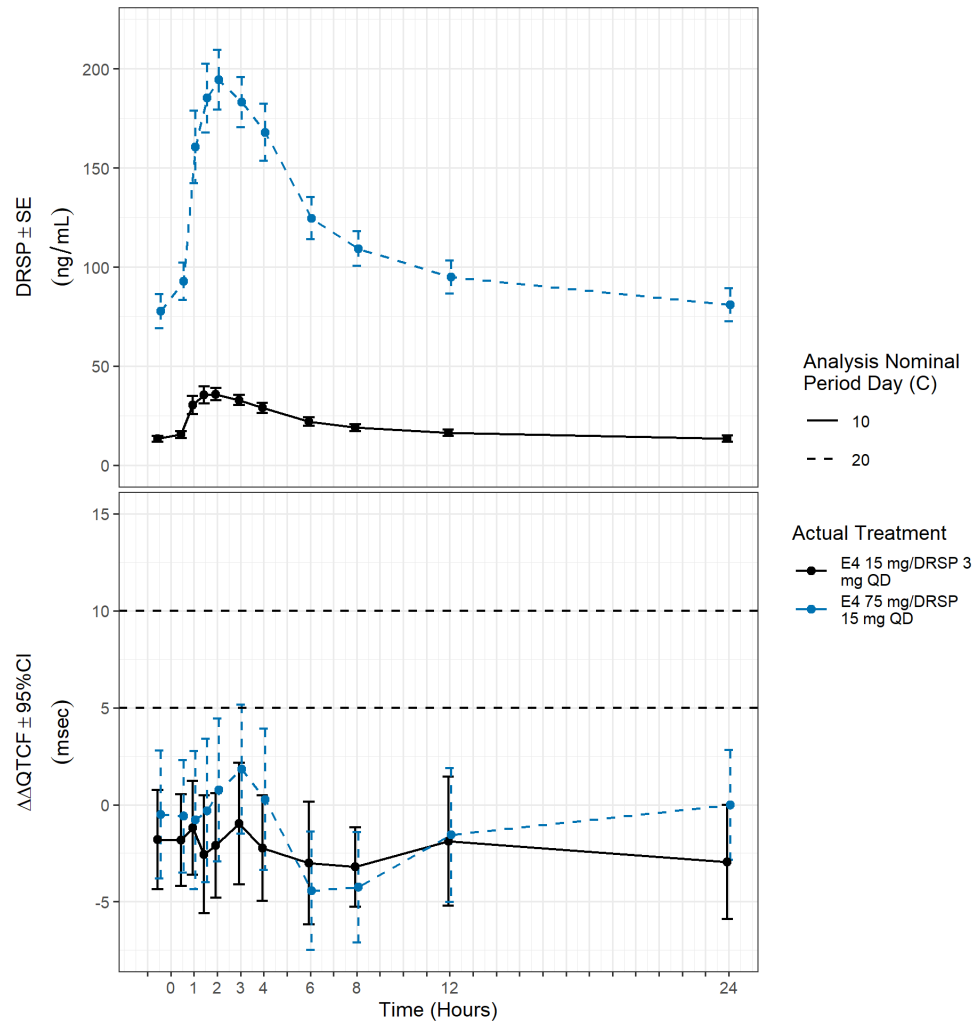 DRSP ± SE
(ng/mL)
200
150
100
50
0
ΔΔQTCF ± 95%CI
(msec)
15
10
5
0
-5
0 1 2 3 4 6 8 12 24
Time (Hours)
Analysis Nominal
Period Day (C)
10
20
Actual Treatment
E4 15 mg/DRSP 3
mg QD
E4 75 mg/DRSP
15 mg QD